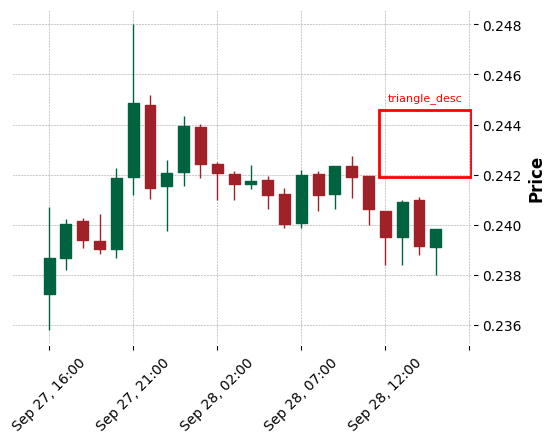 0.248
0.246
triangle_desc
0.244
0.242
0.240
0.238
0.236
Price
Sep 27, 16:00
Sep 27, 21:00
Sep 28, 02:00
Sep 28, 07:00
Sep 28, 12:00